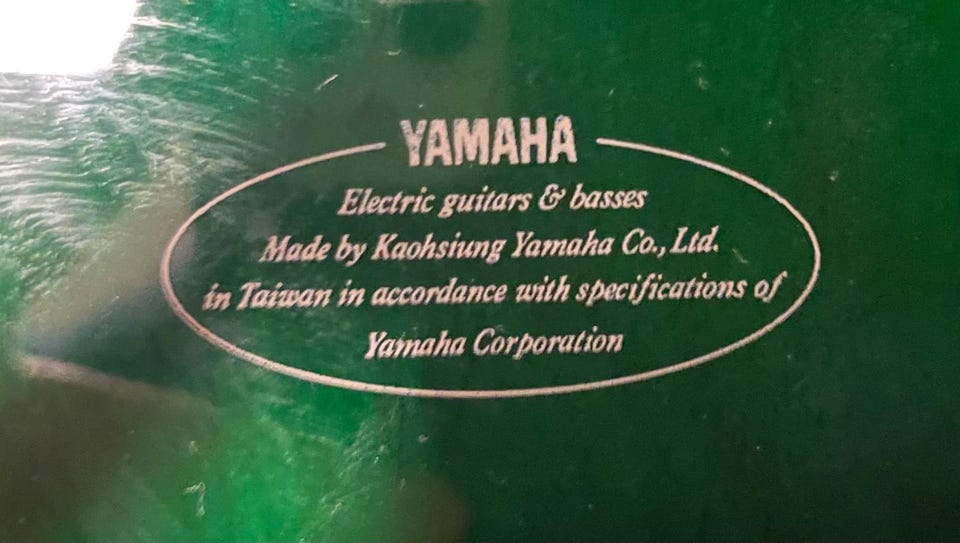 YAMAHA
Electric guitars & basses
Made by Kaohsiung Yamaha Co., Ltd.
in Taiwan in accordance with specifications of
Yamaha Corporation